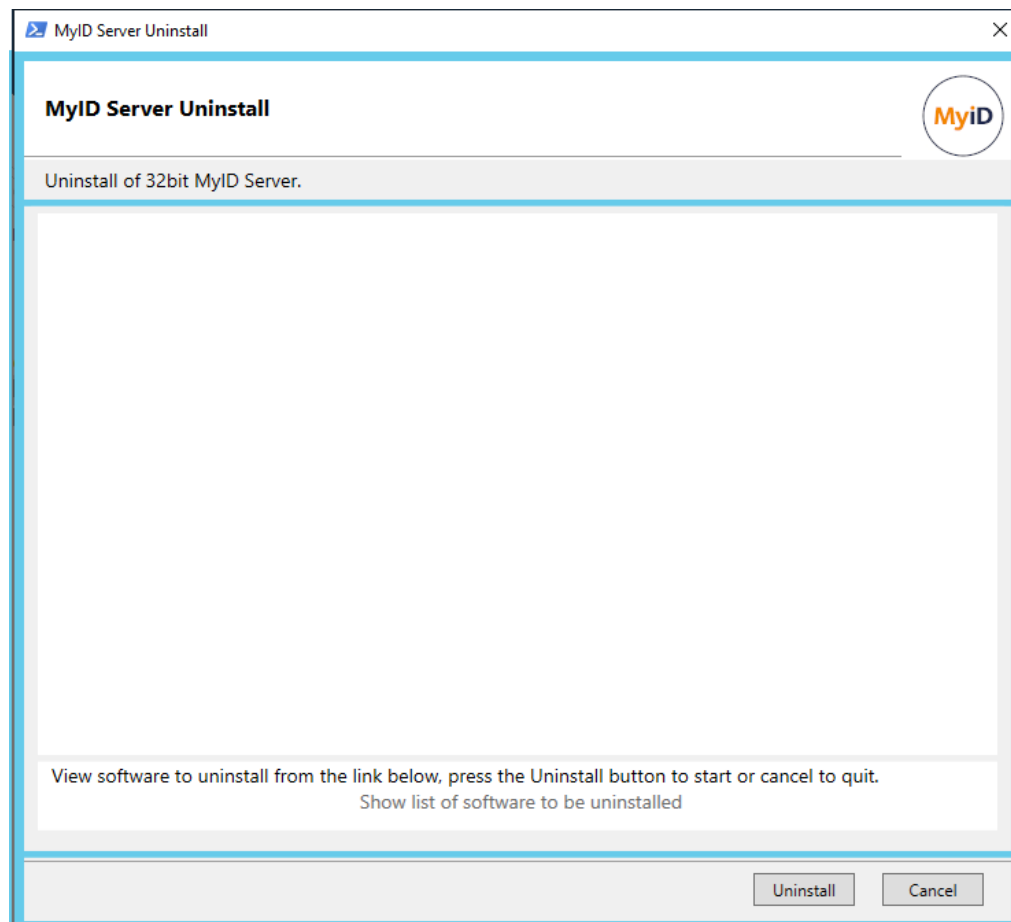 MyID Server Uninstall
MyID Server Uninstall
MyiD
Uninstall of 32bit MyID Server.
View software to uninstall from the link below, press the Uninstall button to start or cancel to quit.
Show list of software to be uninstalled
Uninstall
Cancel